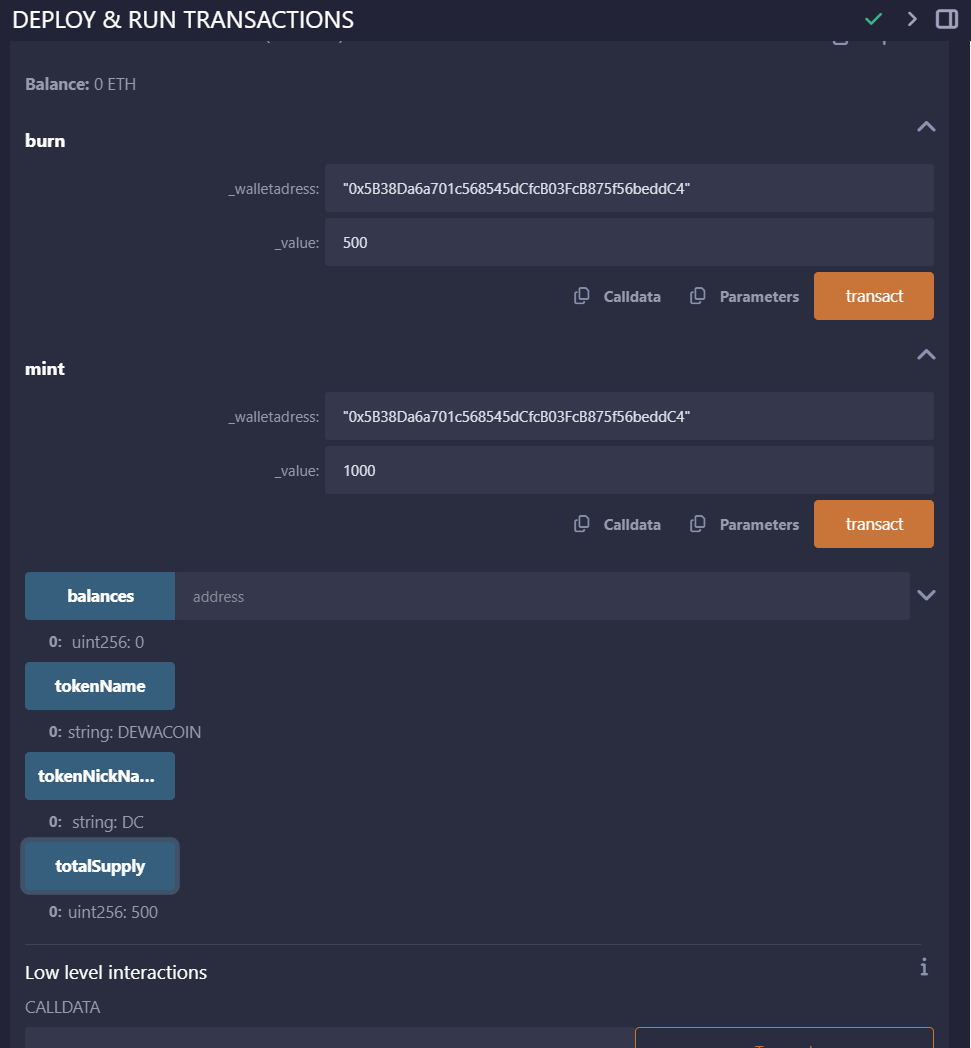 DEPLOY & RUN TRANSACTIONS
Balance: 0 ETH
burn
_walletadress: "0x5B38Da6a701c568545dCfcB03FcB875f56beddC4"
_value: 500
Calldata Parameters transact
mint
_walletadress: "0x5B38Da6a701c568545dCfcB03FcB875f56beddC4"
_value: 1000
Calldata Parameters transact
balances address
0: uint256: 0
tokenName
0: string: DEWACOIN
tokenNickNa...
0: string: DC
totalSupply
0: uint256: 500
Low level interactions
CALLDATA